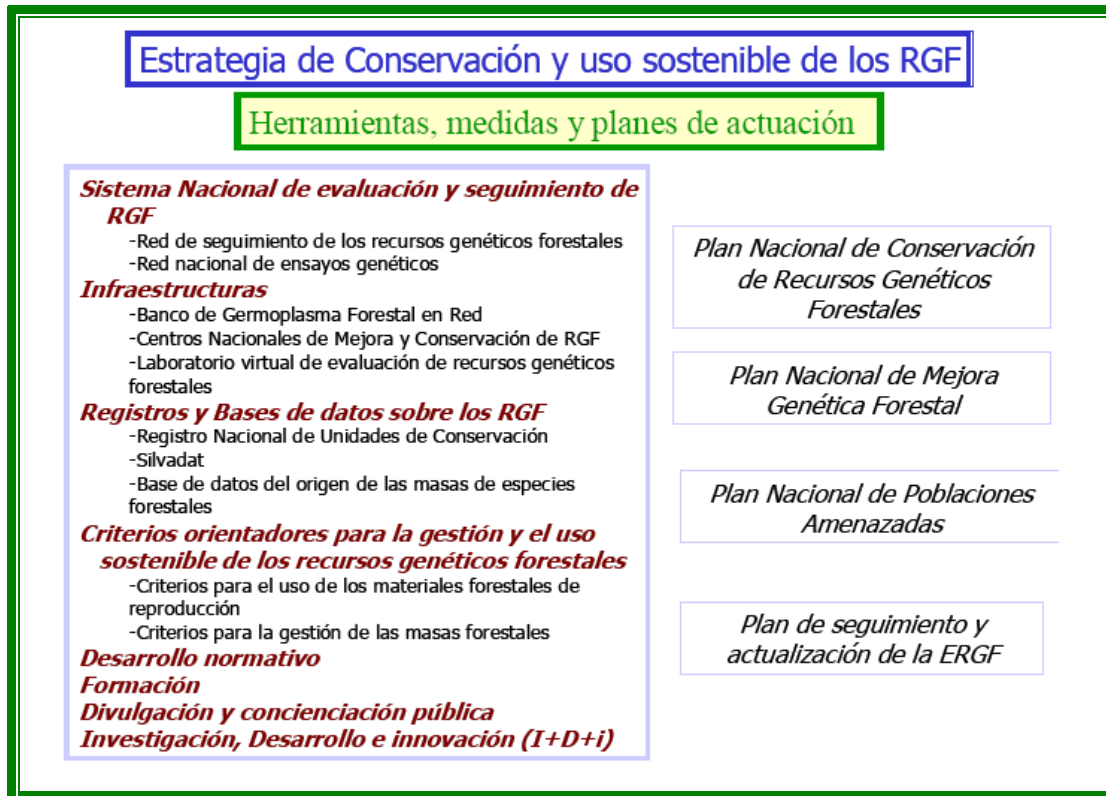 Estrategia de Conservación y uso sostenible de los RGF
Herramientas, medidas y planes de actuación
Sistema Nacional de evaluación y seguimiento de
RGF
-Red de seguimiento de los recursos genéticos forestales
-Red nacional de ensayos genéticos
Infraestructuras
-Banco de Germoplasma Forestal en Red
-Centros Nacionales de Mejora y Conservación de RGF
-Laboratorio virtual de evaluación de recursos genéticos
forestales
Registros y Bases de datos sobre los RGF
-Registro Nacional de Unidades de Conservación
-Silvadat
-Base de datos del origen de las masas de especies
forestales
Criterios orientadores para la gestión y el uso
sostenible de los recursos genéticos forestales
-Criterios para el uso de los materiales forestales de
reproducción
-Criterios para la gestión de las masas forestales
Desarrollo normativo
Formación
Divulgación y concienciación pública
Investigación, Desarrollo e innovación (I+D+i)
Plan Nacional de Conservación
de Recursos Genéticos
Forestales
Plan Nacional de Mejora
Genética Forestal
Plan Nacional de Poblaciones
Amenazadas
Plan de seguimiento y
actualización de la ERGF